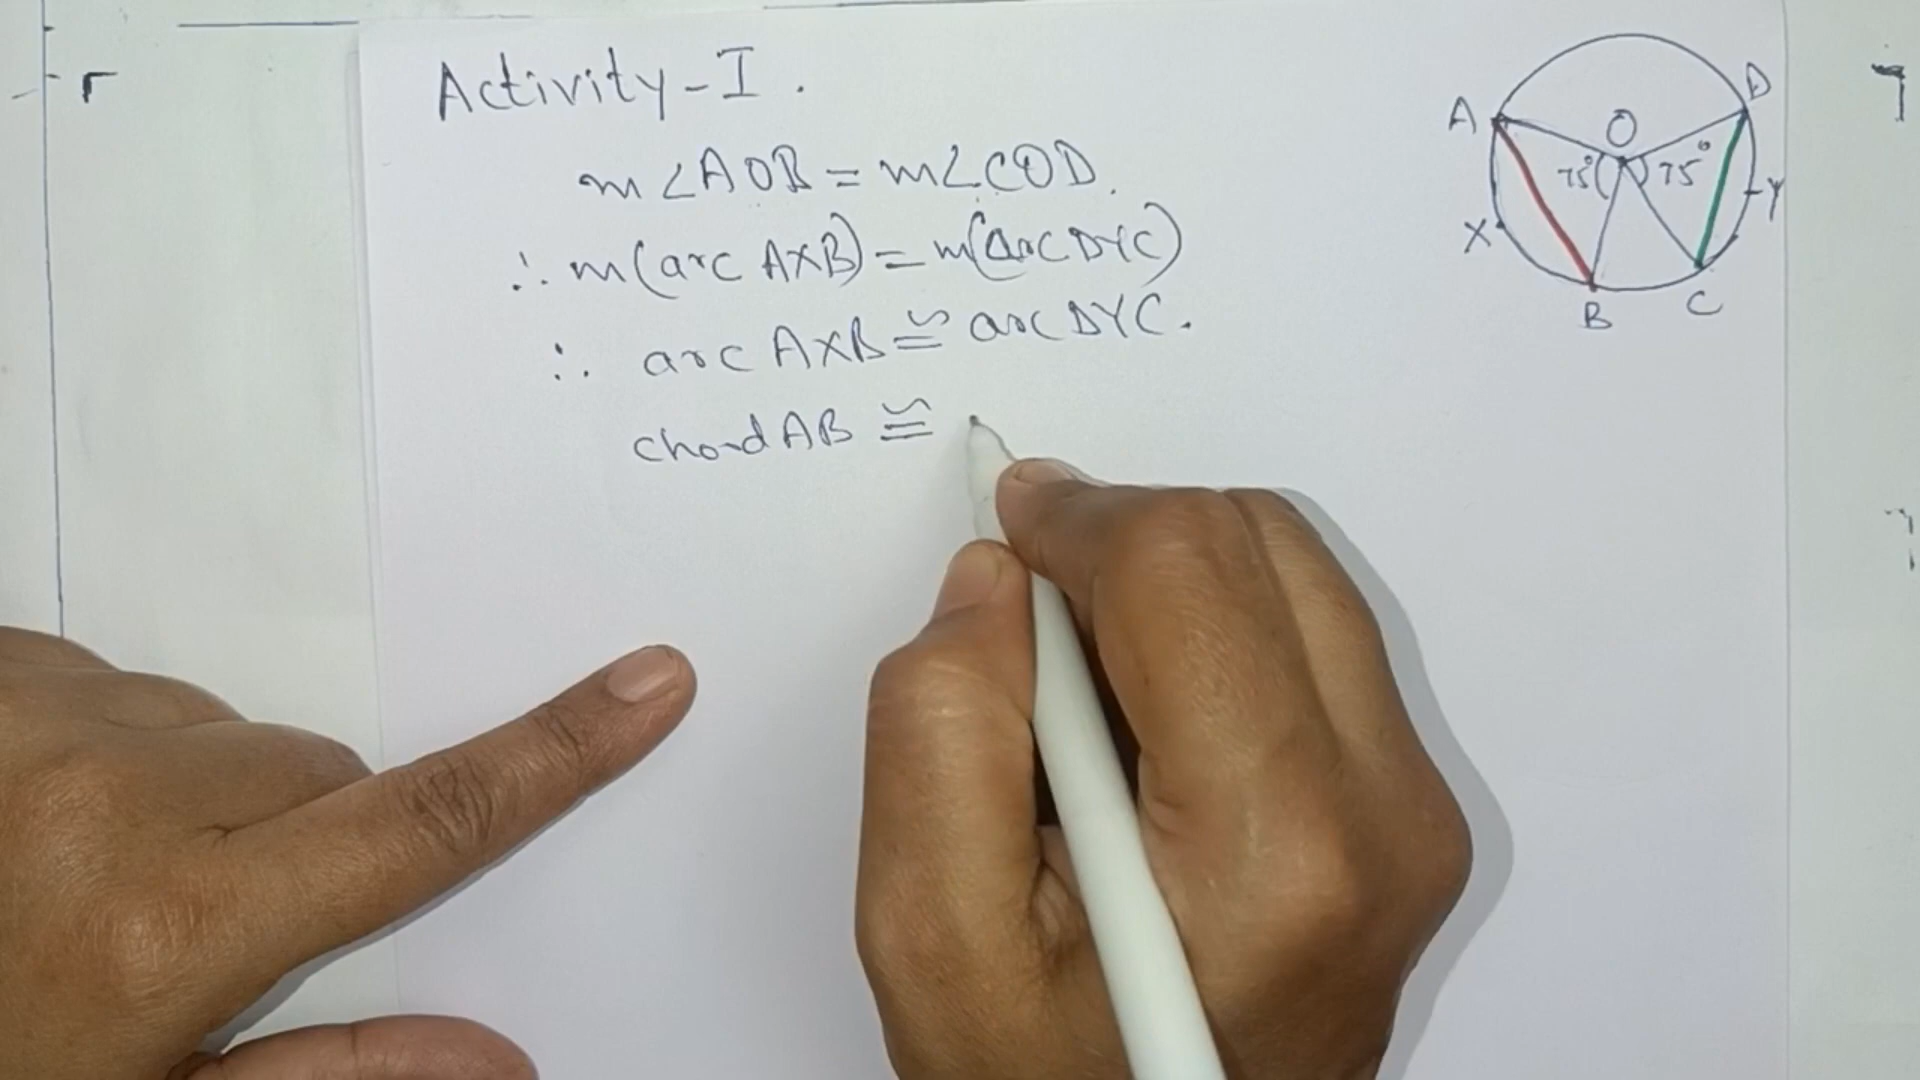 Activity-I.
m∠AOB = m∠COD.
∴ m(arc AXB) = m(arc DYC)
∴ arc AXB ≅ arc DYC.
chord AB ≅
A
D
O
75°
75°
Y
X
B
C